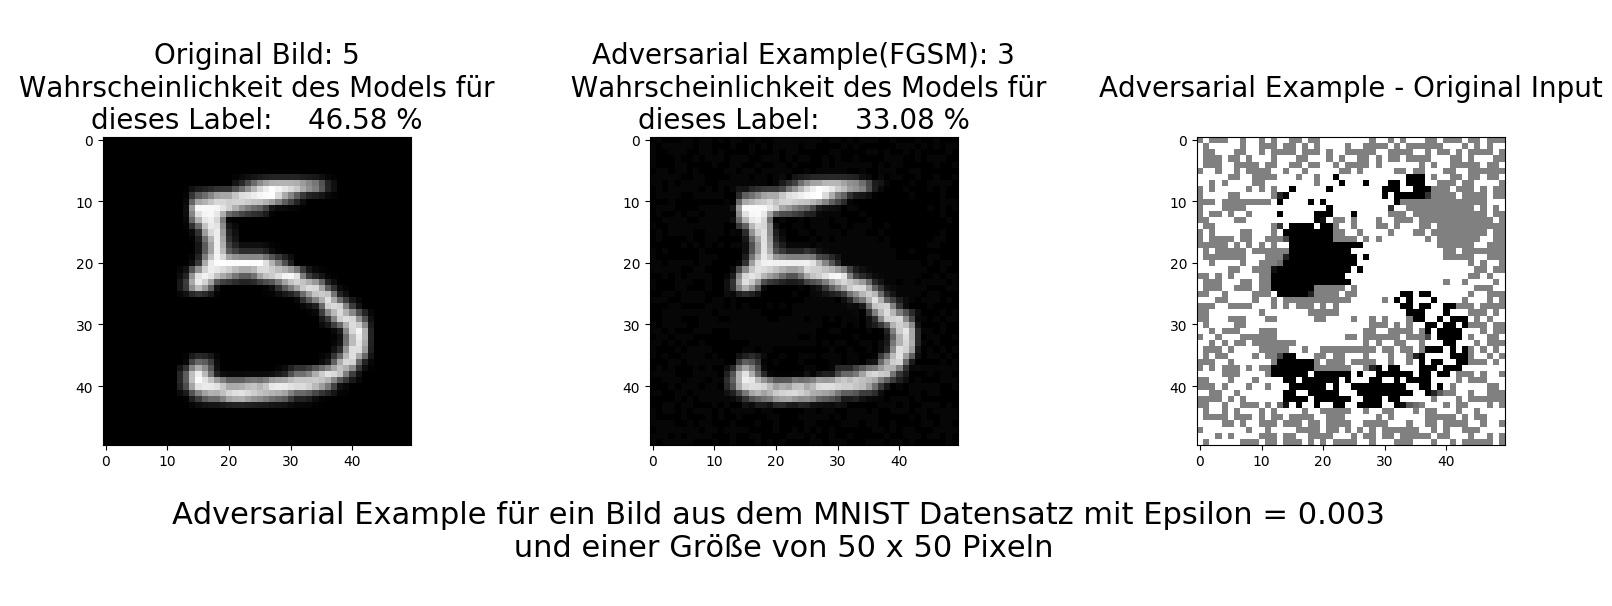 Original Bild: 5
Wahrscheinlichkeit des Models für
dieses Label: 46.58 %
Adversarial Example(FGSM): 3
Wahrscheinlichkeit des Models für
dieses Label: 33.08 %
Adversarial Example - Original Input
0
10
20
30
40
0 10 20 30 40
0
10
20
30
40
0 10 20 30 40
0
10
20
30
40
0 10 20 30 40
5
5
Adversarial Example für ein Bild aus dem MNIST Datensatz mit Epsilon = 0.003
und einer Größe von 50 x 50 Pixeln